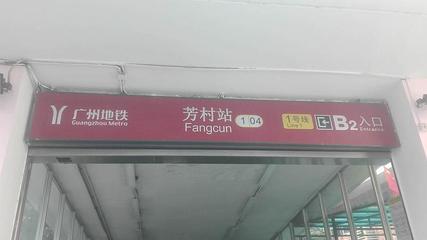 广州地铁
Guangzhou Metro
芳村站 1 04
Fangcun
1号线
Line 1
B2入口
Entrance